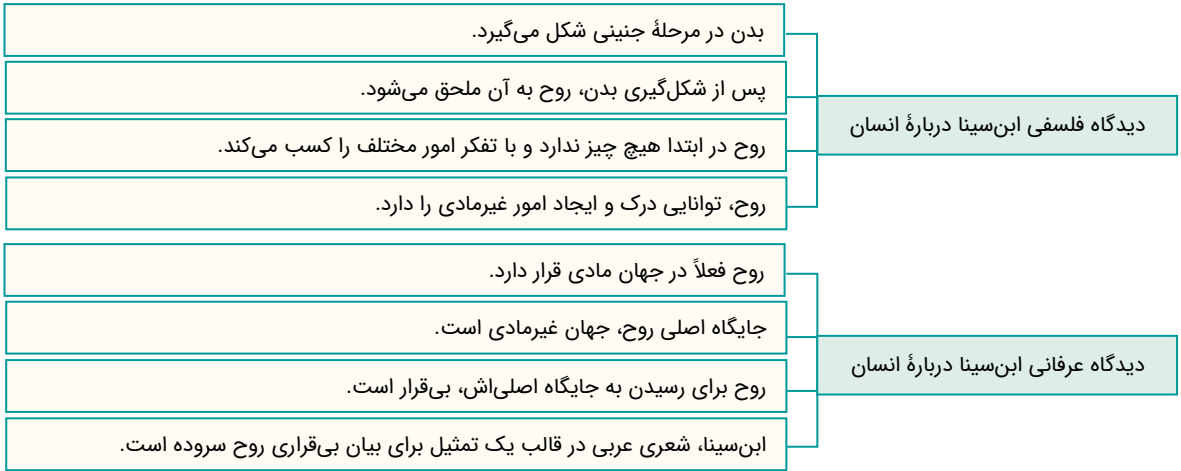 دیدگاه فلسفی ابن‌سینا دربارهٔ انسان
بدن در مرحلهٔ جنینی شکل می‌گیرد.
پس از شکل‌گیری بدن، روح به آن ملحق می‌شود.
روح در ابتدا هیچ چیز ندارد و با تفکر امور مختلف را کسب می‌کند.
روح، توانایی درک و ایجاد امور غیرمادی را دارد.
دیدگاه عرفانی ابن‌سینا دربارهٔ انسان
روح فعلاً در جهان مادی قرار دارد.
جایگاه اصلی روح، جهان غیرمادی است.
روح برای رسیدن به جایگاه اصلی‌اش، بی‌قرار است.
ابن‌سینا، شعری عربی در قالب یک تمثیل برای بیان بی‌قراری روح سروده است.